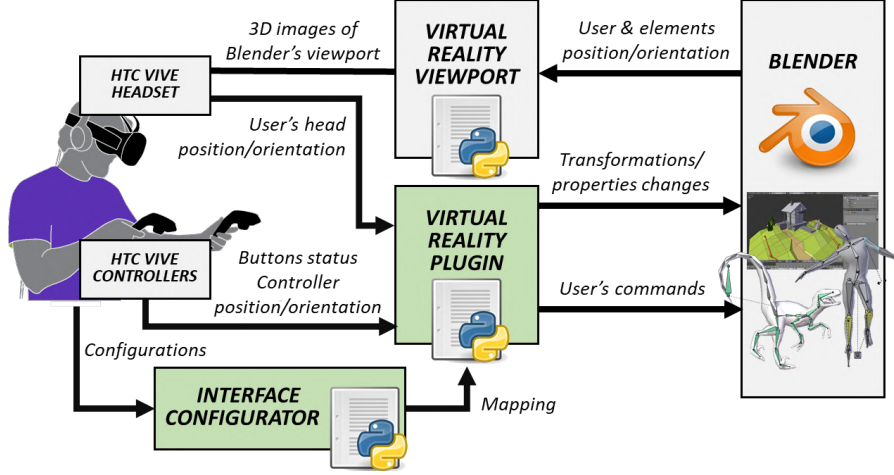 3D images of
Blender's viewport
VIRTUAL
REALITY
VIEWPORT
User & elements
position/orientation
BLENDER
HTC VIVE
HEADSET
User's head
position/orientation
Transformations/
properties changes
VIRTUAL
REALITY
PLUGIN
HTC VIVE
CONTROLLERS
Buttons status
Controller
position/orientation
User's commands
Configurations
INTERFACE
CONFIGURATOR
Mapping